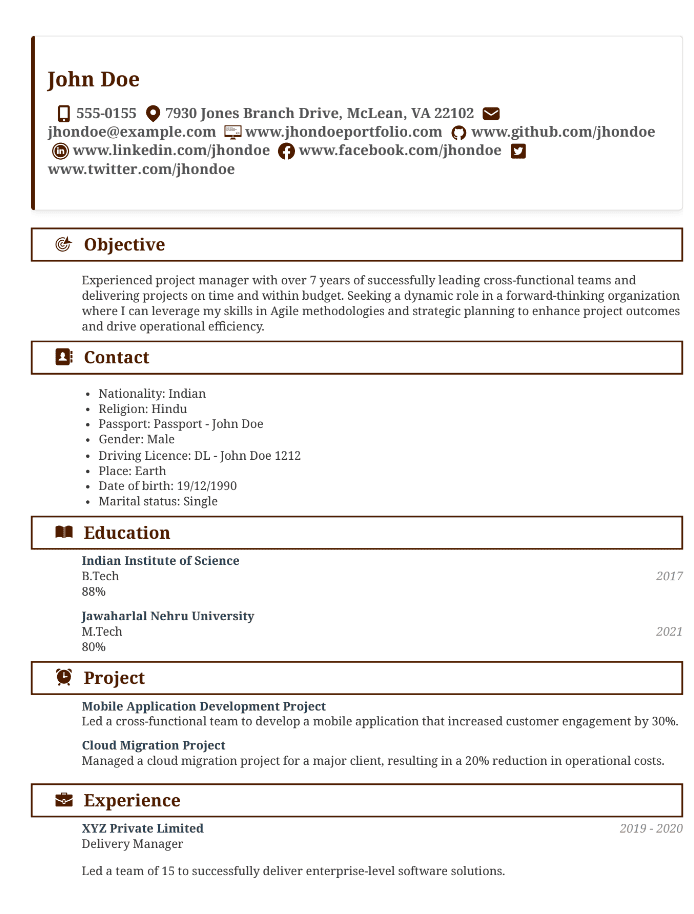 John Doe
555-0155 7930 Jones Branch Drive, McLean, VA 22102
jhondoe@example.com www.jhondoeportfolio.com www.github.com/jhondoe
www.linkedin.com/jhondoe www.facebook.com/jhondoe
www.twitter.com/jhondoe
Objective
Experienced project manager with over 7 years of successfully leading cross-functional teams and
delivering projects on time and within budget. Seeking a dynamic role in a forward-thinking organization
where I can leverage my skills in Agile methodologies and strategic planning to enhance project outcomes
and drive operational efficiency.
Contact
• Nationality: Indian
• Religion: Hindu
• Passport: Passport - John Doe
• Gender: Male
• Driving Licence: DL - John Doe 1212
• Place: Earth
• Date of birth: 19/12/1990
• Marital status: Single
Education
Indian Institute of Science
B.Tech 2017
88%
Jawaharlal Nehru University
M.Tech 2021
80%
Project
Mobile Application Development Project
Led a cross-functional team to develop a mobile application that increased customer engagement by 30%.
Cloud Migration Project
Managed a cloud migration project for a major client, resulting in a 20% reduction in operational costs.
Experience
XYZ Private Limited 2019 - 2020
Delivery Manager
Led a team of 15 to successfully deliver enterprise-level software solutions.